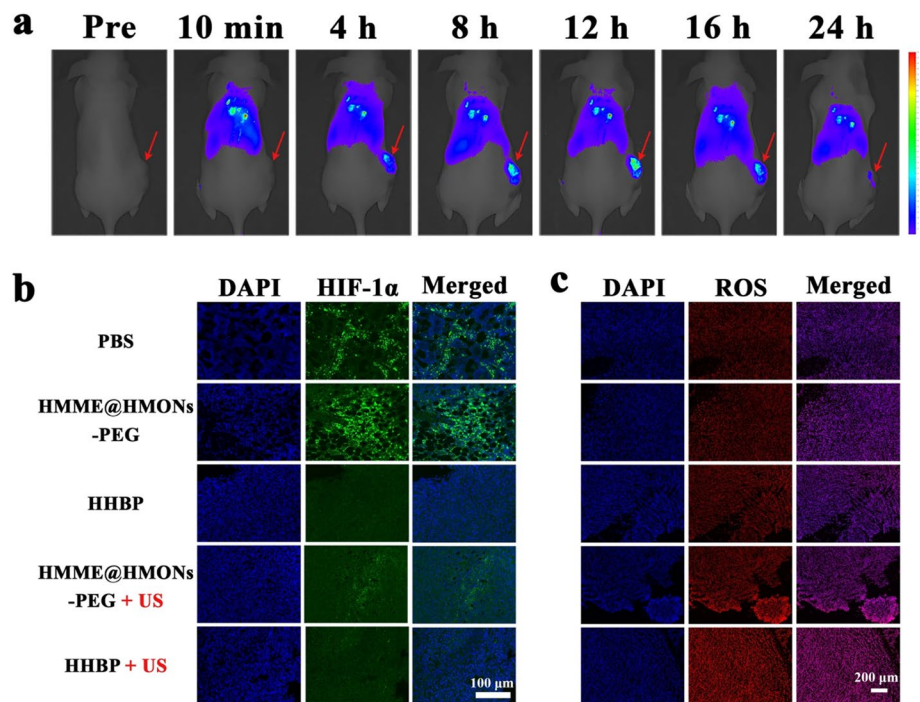 a
Pre 10 min 4 h 8 h 12 h 16 h 24 h
b
DAPI HIF-1α Merged
PBS
HMME@HMONs
-PEG
HHBP
HMME@HMONs
-PEG + US
HHBP + US
100 μm
c
DAPI ROS Merged
200 μm